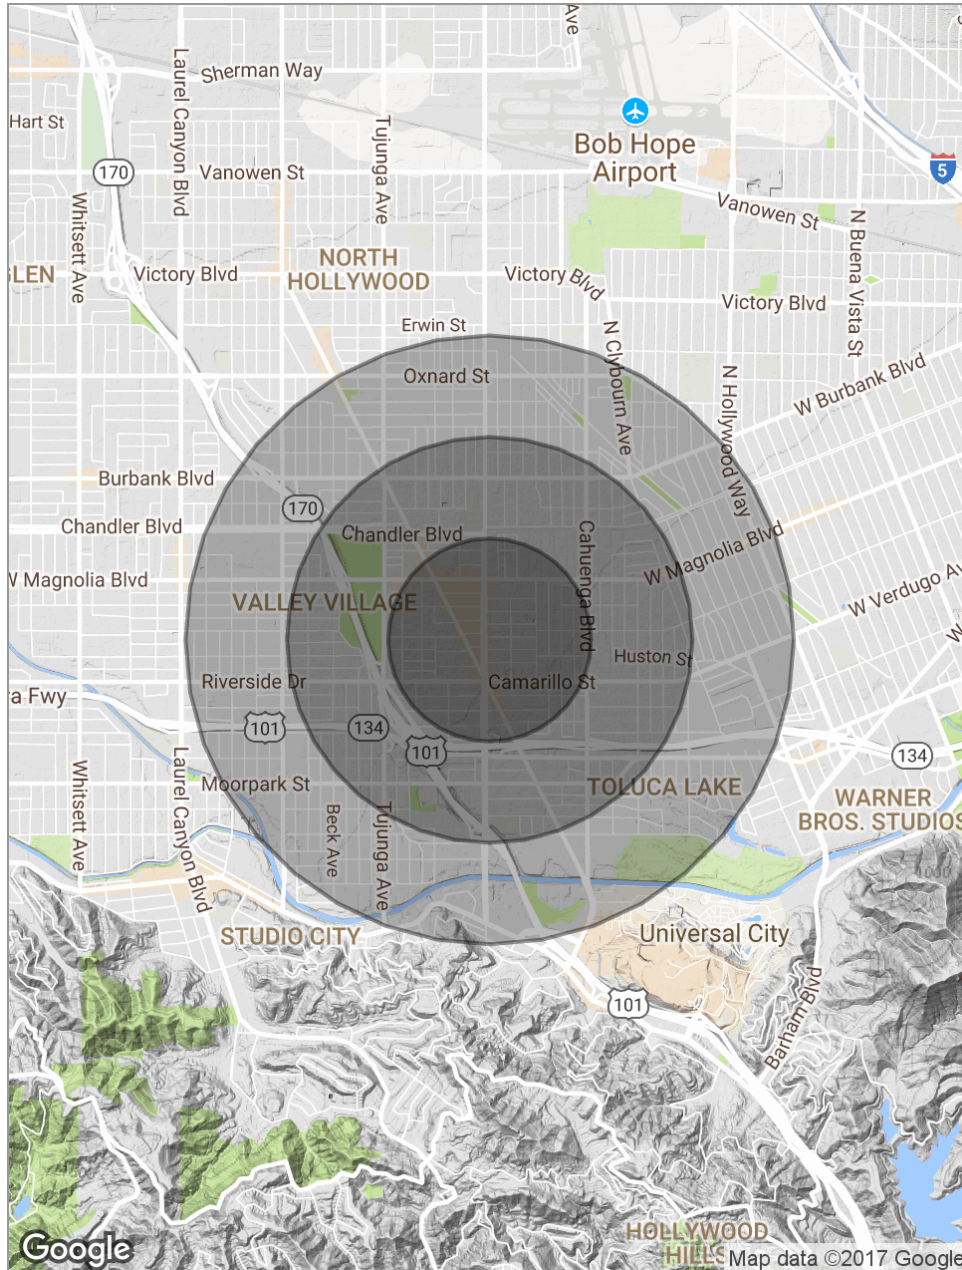 Ave
Sherman Way
Laurel Canyon Blvd
Hart St
Tujunga Ave
Bob Hope
Airport
5
170
Vanowen St
Whitsett Ave
Vanowen St
N Buena Vista St
NORTH
HOLLYWOOD
GLEN
Victory Blvd
Victory Blvd
Victory Blvd
Erwin St
N Clybourn Ave
Oxnard St
N Hollywood Way
W Burbank Blvd
Burbank Blvd
170
Chandler Blvd
Chandler Blvd
Cahuenga Blvd
W Magnolia Blvd
W Magnolia Blvd
W Verdugo Av
VALLEY VILLAGE
W
Huston St
Riverside Dr
Camarillo St
ra Fwy
101
134
101
134
Moorpark St
TOLUCA LAKE
Whitsett Ave
Laurel Canyon Blvd
Beck Ave
Tujunga Ave
WARNER
BROS. STUDIOS
STUDIO CITY
Universal City
101
Barham Blvd
HOLLYWOOD
HILLS
Google
Map data ©2017 Google